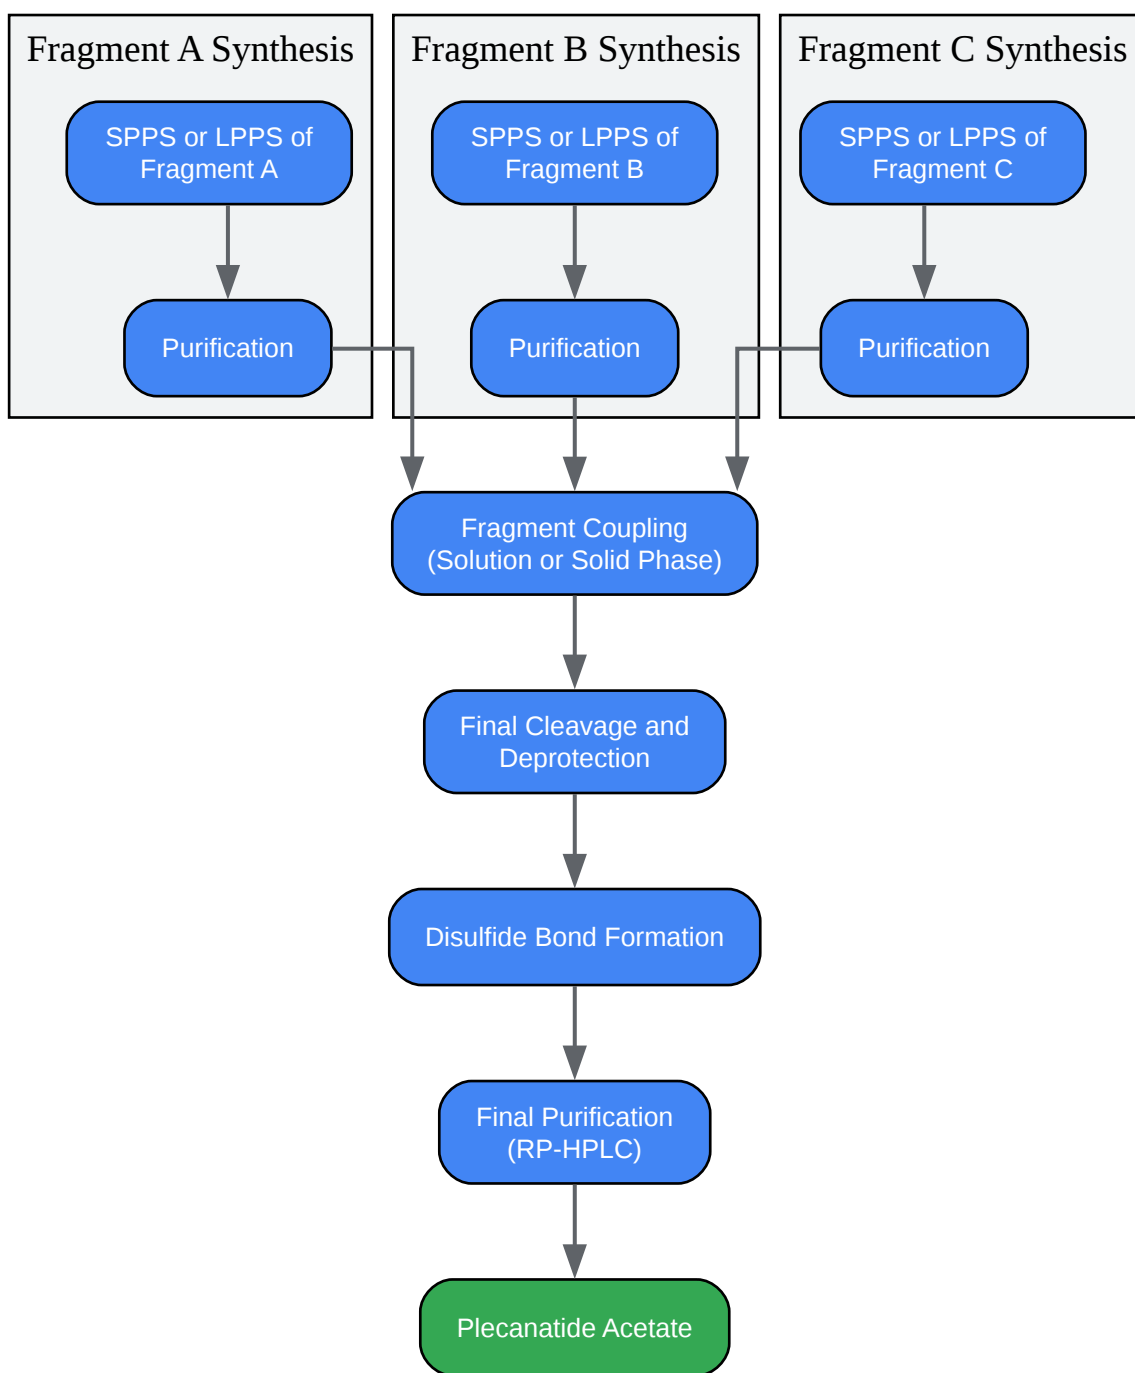 Fragment A Synthesis
SPPS or LPPS of
Fragment A
Purification
Fragment B Synthesis
SPPS or LPPS of
Fragment B
Purification
Fragment C Synthesis
SPPS or LPPS of
Fragment C
Purification
Fragment Coupling
(Solution or Solid Phase)
Final Cleavage and
Deprotection
Disulfide Bond Formation
Final Purification
(RP-HPLC)
Plecanatide Acetate